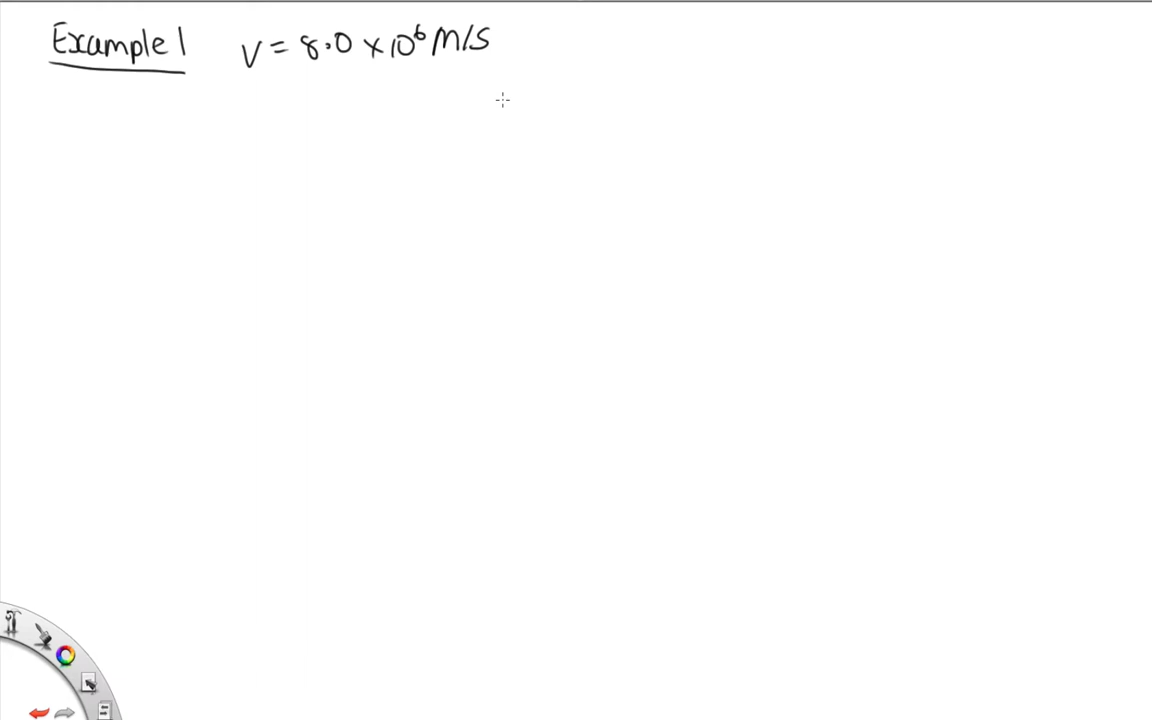 Example 1 V = 8.0 × 10⁶ m/s